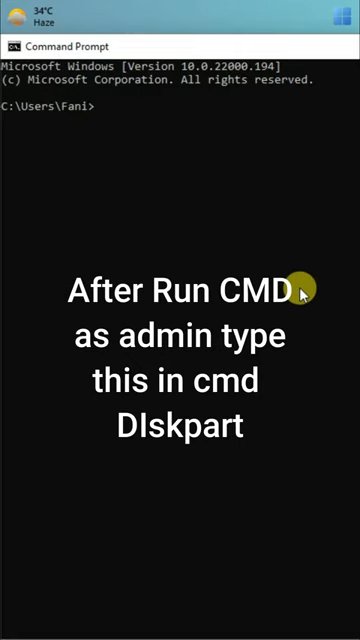 34°C
Haze
Command Prompt
Microsoft Windows [Version 10.0.22000.194]
(c) Microsoft Corporation. All rights reserved.
C:\Users\Fani>
After Run CMD
as admin type
this in cmd
DIskpart